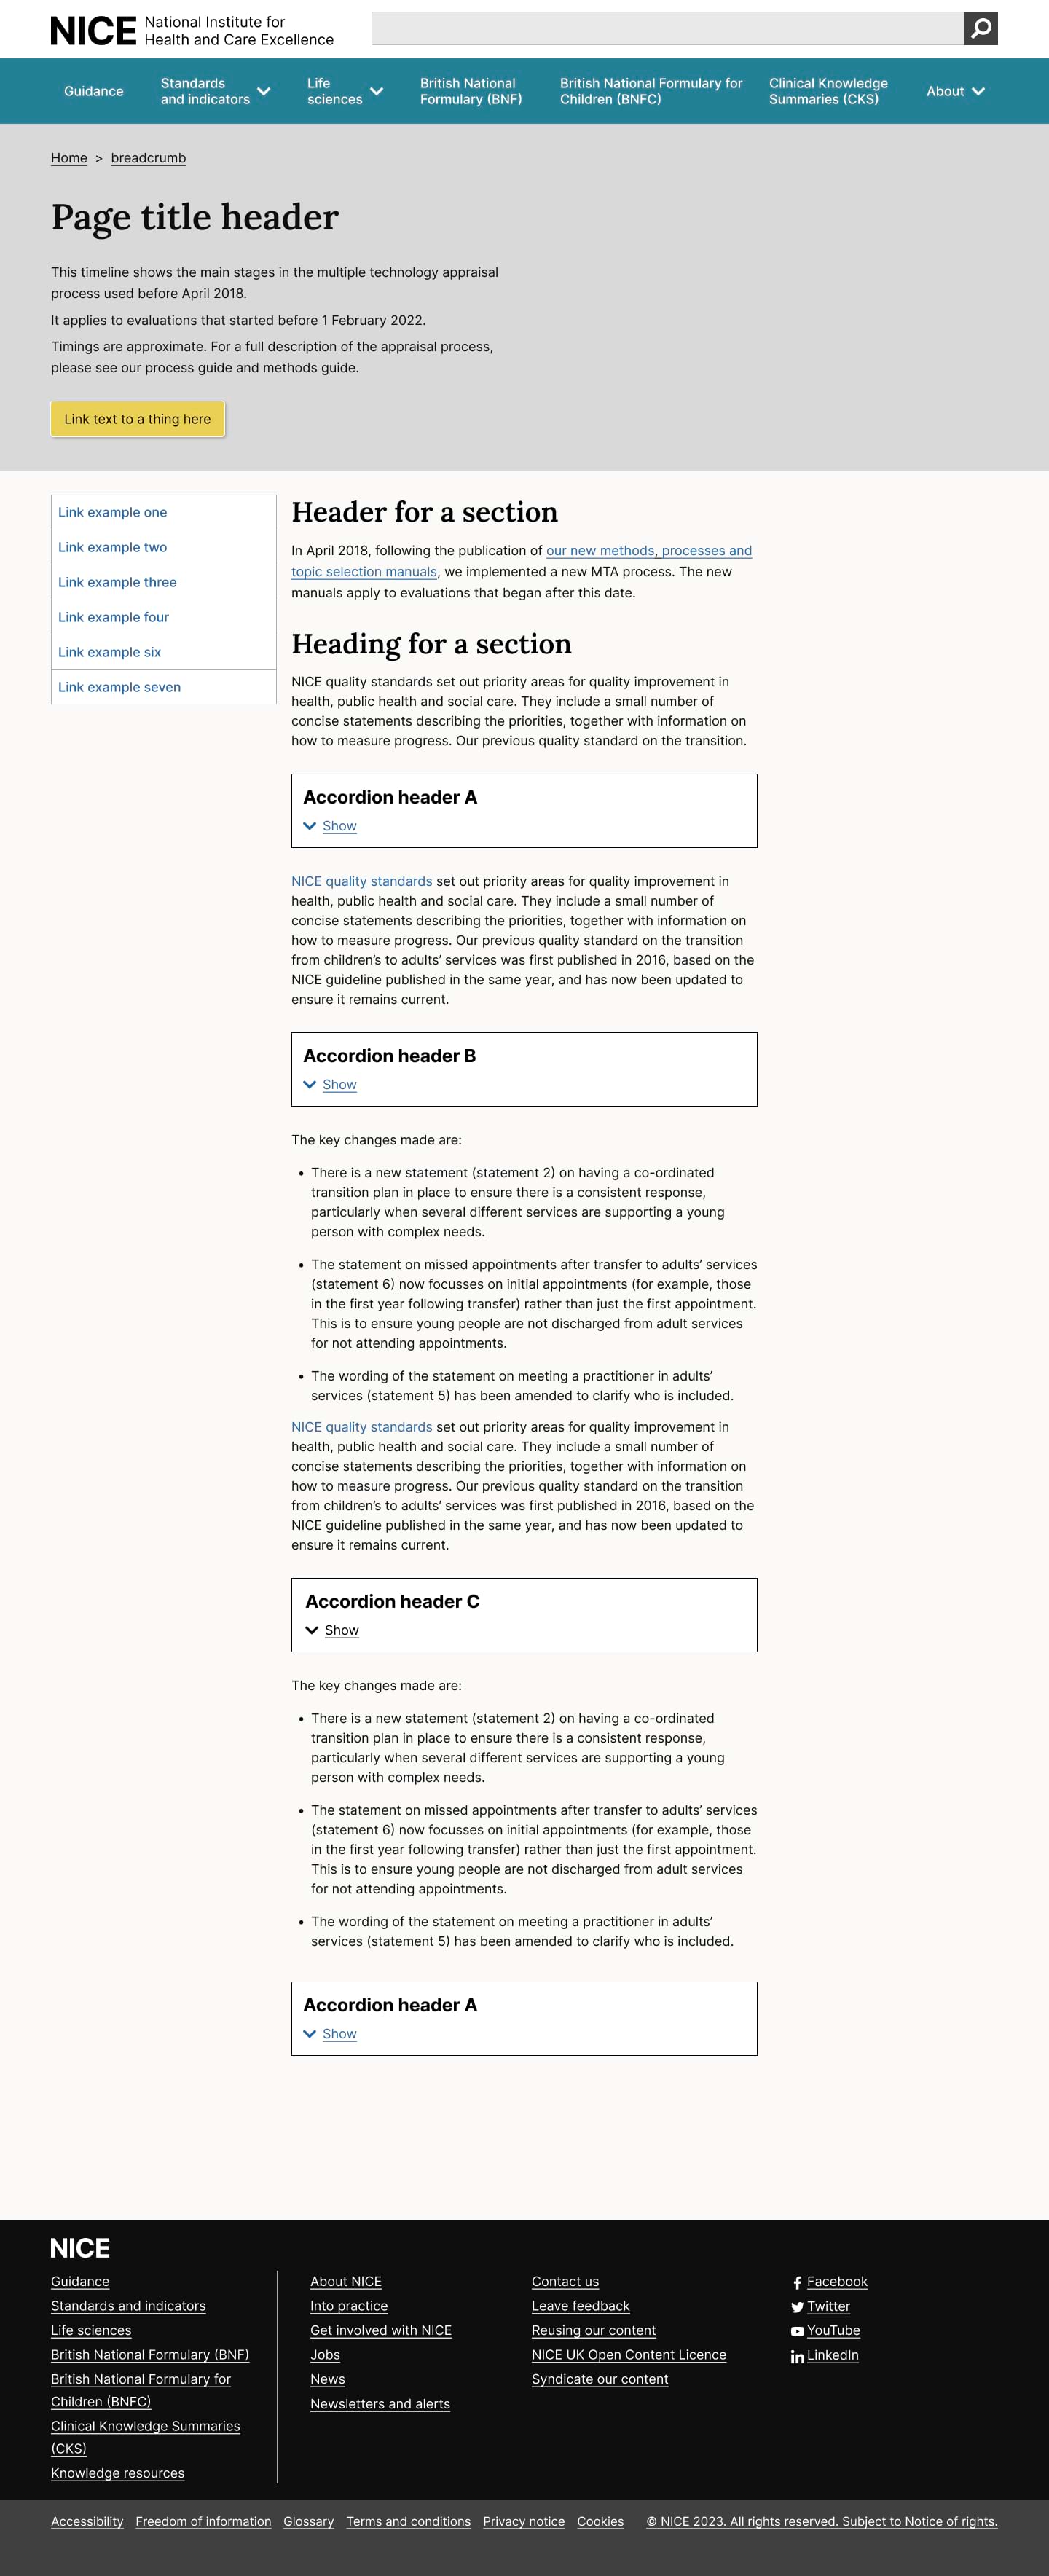 NICE National Institute for
Health and Care Excellence
Guidance
Standards
and indicators
Life
sciences
British National
Formulary (BNF)
British National Formulary for
Children (BNFC)
Clinical Knowledge
Summaries (CKS)
About
Home > breadcrumb
Page title header
This timeline shows the main stages in the multiple technology appraisal
process used before April 2018.
It applies to evaluations that started before 1 February 2022.
Timings are approximate. For a full description of the appraisal process,
please see our process guide and methods guide.
Link text to a thing here
Link example one
Link example two
Link example three
Link example four
Link example six
Link example seven
Header for a section
In April 2018, following the publication of our new methods, processes and
topic selection manuals, we implemented a new MTA process. The new
manuals apply to evaluations that began after this date.
Heading for a section
NICE quality standards set out priority areas for quality improvement in
health, public health and social care. They include a small number of
concise statements describing the priorities, together with information on
how to measure progress. Our previous quality standard on the transition.
Accordion header A
Show
NICE quality standards set out priority areas for quality improvement in
health, public health and social care. They include a small number of
concise statements describing the priorities, together with information on
how to measure progress. Our previous quality standard on the transition
from children’s to adults’ services was first published in 2016, based on the
NICE guideline published in the same year, and has now been updated to
ensure it remains current.
Accordion header B
Show
The key changes made are:
• There is a new statement (statement 2) on having a co-ordinated
transition plan in place to ensure there is a consistent response,
particularly when several different services are supporting a young
person with complex needs.
• The statement on missed appointments after transfer to adults’ services
(statement 6) now focusses on initial appointments (for example, those
in the first year following transfer) rather than just the first appointment.
This is to ensure young people are not discharged from adult services
for not attending appointments.
• The wording of the statement on meeting a practitioner in adults’
services (statement 5) has been amended to clarify who is included.
NICE quality standards set out priority areas for quality improvement in
health, public health and social care. They include a small number of
concise statements describing the priorities, together with information on
how to measure progress. Our previous quality standard on the transition
from children’s to adults’ services was first published in 2016, based on the
NICE guideline published in the same year, and has now been updated to
ensure it remains current.
Accordion header C
Show
The key changes made are:
• There is a new statement (statement 2) on having a co-ordinated
transition plan in place to ensure there is a consistent response,
particularly when several different services are supporting a young
person with complex needs.
• The statement on missed appointments after transfer to adults’ services
(statement 6) now focusses on initial appointments (for example, those
in the first year following transfer) rather than just the first appointment.
This is to ensure young people are not discharged from adult services
for not attending appointments.
• The wording of the statement on meeting a practitioner in adults’
services (statement 5) has been amended to clarify who is included.
Accordion header A
Show
NICE
Guidance
Standards and indicators
Life sciences
British National Formulary (BNF)
British National Formulary for
Children (BNFC)
Clinical Knowledge Summaries
(CKS)
Knowledge resources
About NICE
Into practice
Get involved with NICE
Jobs
News
Newsletters and alerts
Contact us
Leave feedback
Reusing our content
NICE UK Open Content Licence
Syndicate our content
Facebook
Twitter
YouTube
LinkedIn
Accessibility Freedom of information Glossary Terms and conditions Privacy notice Cookies © NICE 2023. All rights reserved. Subject to Notice of rights.